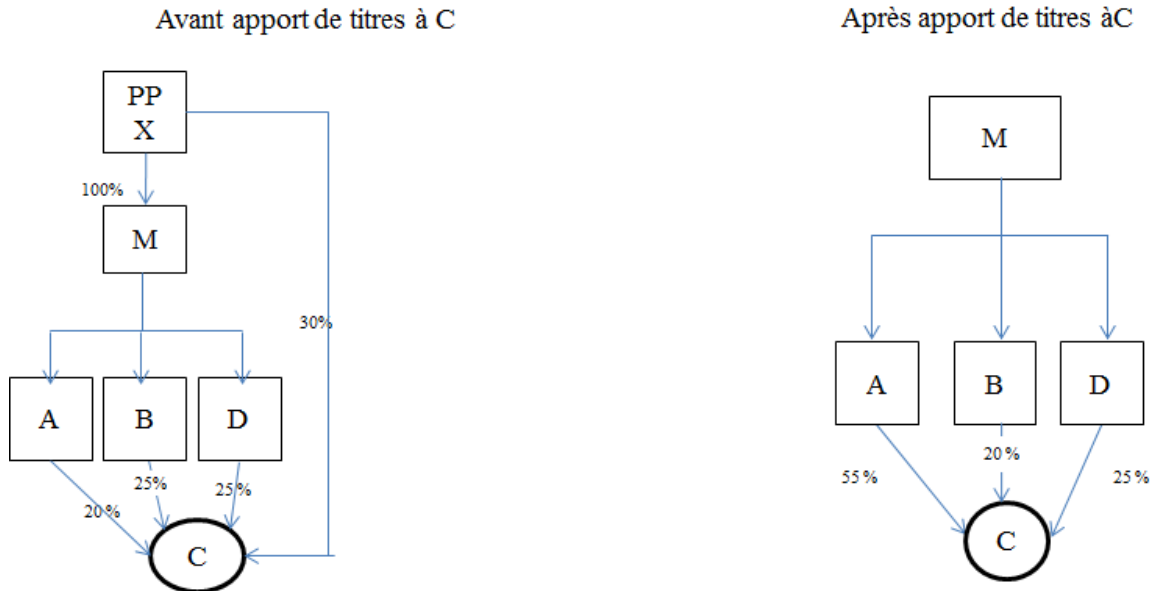 Avant apport de titres à C
PP
X
100%
M
30%
A
B
D
20%
25%
25%
C
Après apport de titres àC
M
A
B
D
55 %
20 %
25 %
C